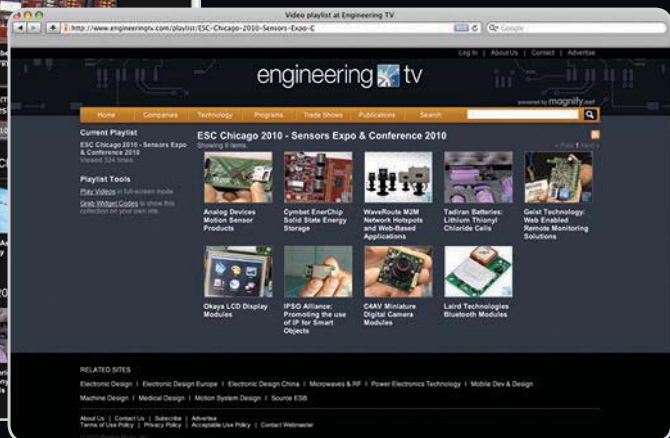 Video playlist at Engineering TV
http://www.engineeringtv.com/playlist/ESC-Chicago-2010-Sensors-Expo-C
Google
Log In | About Us | Contact | Advertise
engineering tv
powered by magnify.net
Home Companies Technology Programs Trade Shows Publications Search:
Current Playlist
ESC Chicago 2010 - Sensors Expo
& Conference 2010
Viewed 324 times.
Playlist Tools
Play Videos in full-screen mode
Grab Widget Codes to show this
collection on your own site.
ESC Chicago 2010 - Sensors Expo & Conference 2010
Showing 9 items.
« Prev 1 Next »
Analog Devices
Motion Sensor
Products
Cymbet EnerChip
Solid State Energy
Storage
WaveRoute M2M
Network Hotspots
and Web-Based
Applications
Tadiran Batteries:
Lithium Thionyl
Chloride Cells
Geist Technology:
Web Enabled
Remote Monitoring
Solutions
Okaya LCD Display
Modules
IPSO Alliance:
Promoting the use
of IP for Smart
Objects
C4AV Miniature
Digital Camera
Modules
Laird Technologies
Bluetooth Modules
RELATED SITES
Electronic Design | Electronic Design Europe | Electronic Design China | Microwaves & RF | Power Electronics Technology | Mobile Dev & Design
Machine Design | Medical Design | Motion System Design | Source ESB
About Us | Contact Us | Subscribe | Advertise
Terms of Use Policy | Privacy Policy | Acceptable Use Policy | Contact Webmaster